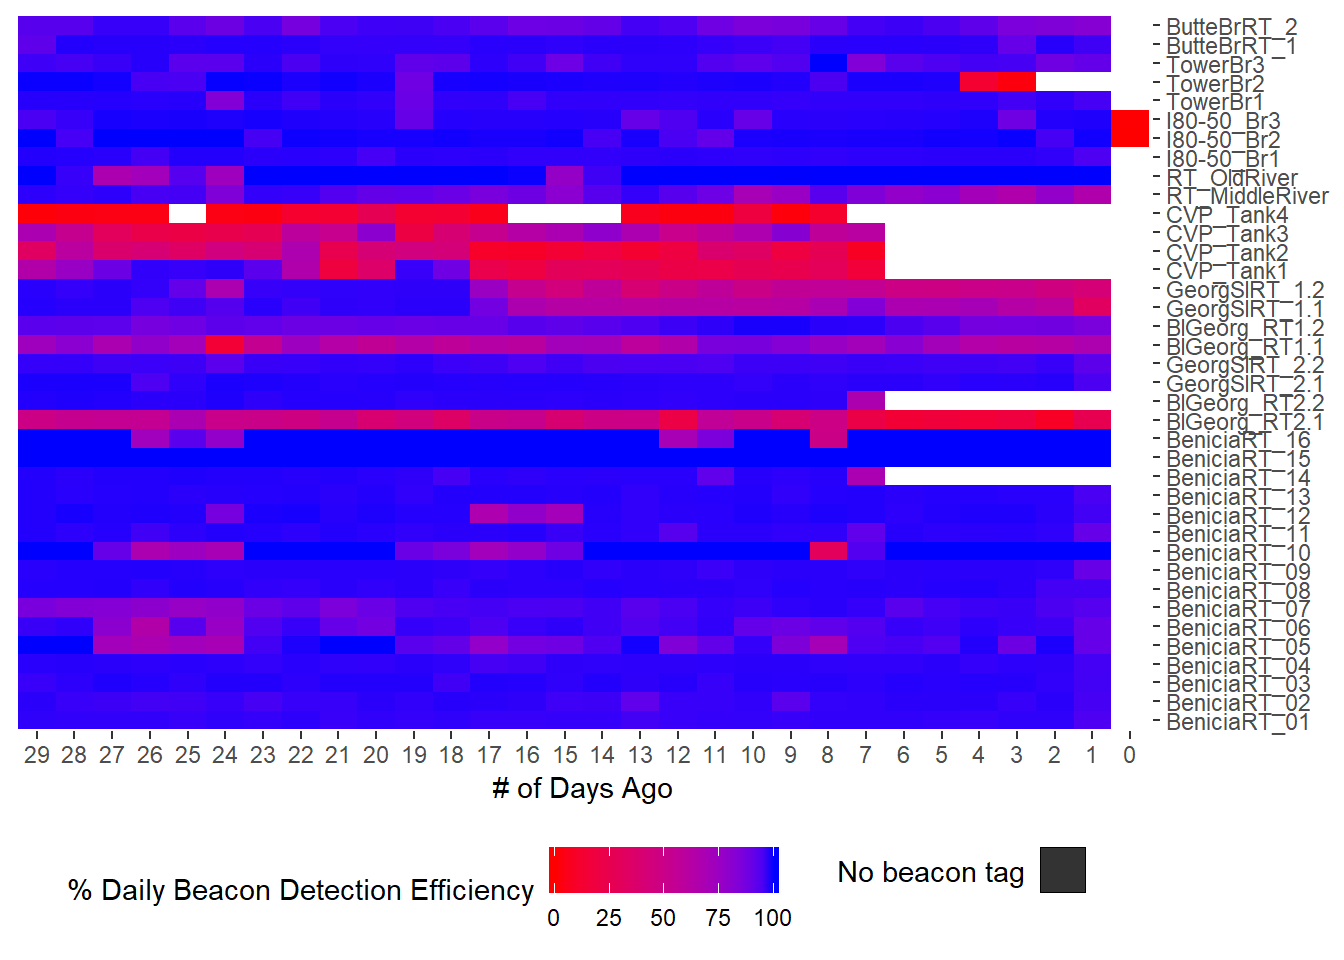 ButteBrRT_2
ButteBrRT_1
TowerBr3
TowerBr2
TowerBr1
I80-50_Br3
I80-50_Br2
I80-50_Br1
RT_OldRiver
RT_MiddleRiver
CVP_Tank4
CVP_Tank3
CVP_Tank2
CVP_Tank1
GeorgSlRT_1.2
GeorgSlRT_1.1
BlGeorg_RT1.2
BlGeorg_RT1.1
GeorgSlRT_2.2
GeorgSlRT_2.1
BlGeorg_RT2.2
BlGeorg_RT2.1
BeniciaRT_16
BeniciaRT_15
BeniciaRT_14
BeniciaRT_13
BeniciaRT_12
BeniciaRT_11
BeniciaRT_10
BeniciaRT_09
BeniciaRT_08
BeniciaRT_07
BeniciaRT_06
BeniciaRT_05
BeniciaRT_04
BeniciaRT_03
BeniciaRT_02
BeniciaRT_01
29 28 27 26 25 24 23 22 21 20 19 18 17 16 15 14 13 12 11 10 9 8 7 6 5 4 3 2 1 0
# of Days Ago
% Daily Beacon Detection Efficiency
0 25 50 75 100
No beacon tag